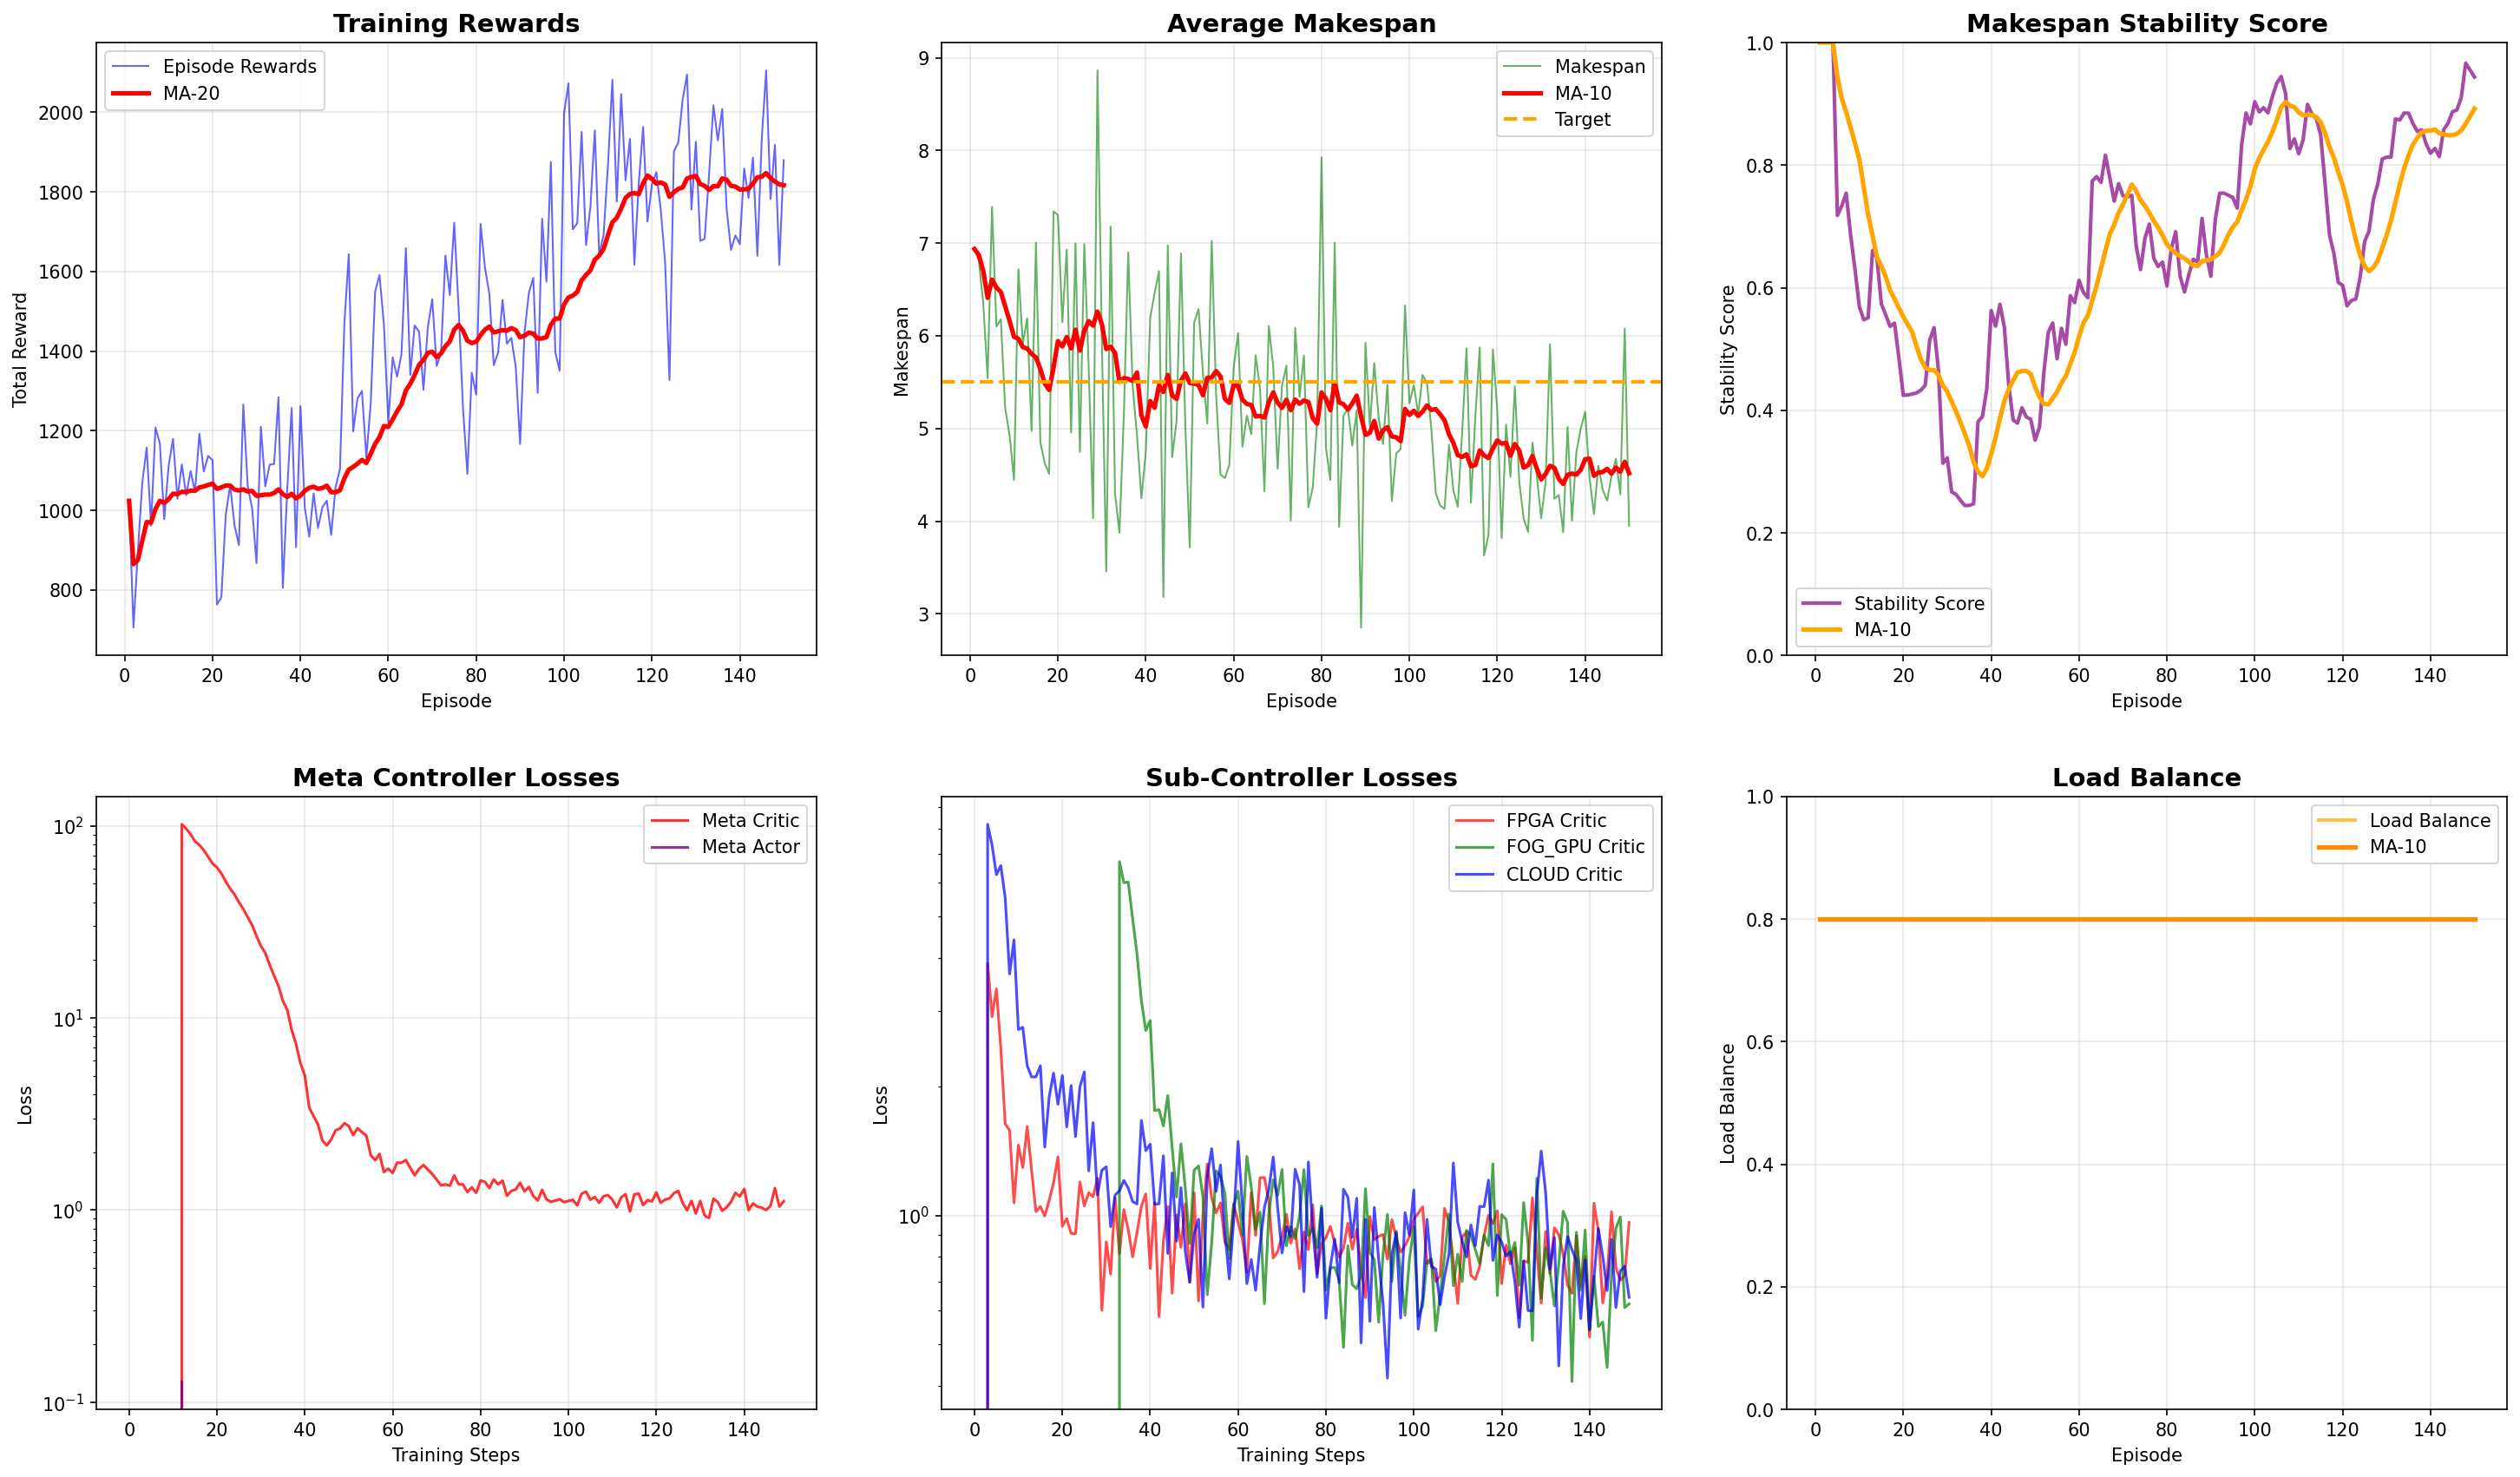 Training Rewards
Episode Rewards
MA-20
2000
1800
1600
1400
1200
1000
800
Total Reward
0 20 40 60 80 100 120 140
Episode
Average Makespan
Makespan
MA-10
Target
9
8
7
6
5
4
3
Makespan
0 20 40 60 80 100 120 140
Episode
Makespan Stability Score
1.0
0.8
0.6
0.4
0.2
0.0
Stability Score
Stability Score
MA-10
0 20 40 60 80 100 120 140
Episode
Meta Controller Losses
Meta Critic
Meta Actor
10²
10¹
10⁰
10⁻¹
Loss
0 20 40 60 80 100 120 140
Training Steps
Sub-Controller Losses
FPGA Critic
FOG_GPU Critic
CLOUD Critic
10⁰
Loss
0 20 40 60 80 100 120 140
Training Steps
Load Balance
Load Balance
MA-10
1.0
0.8
0.6
0.4
0.2
0.0
Load Balance
0 20 40 60 80 100 120 140
Episode